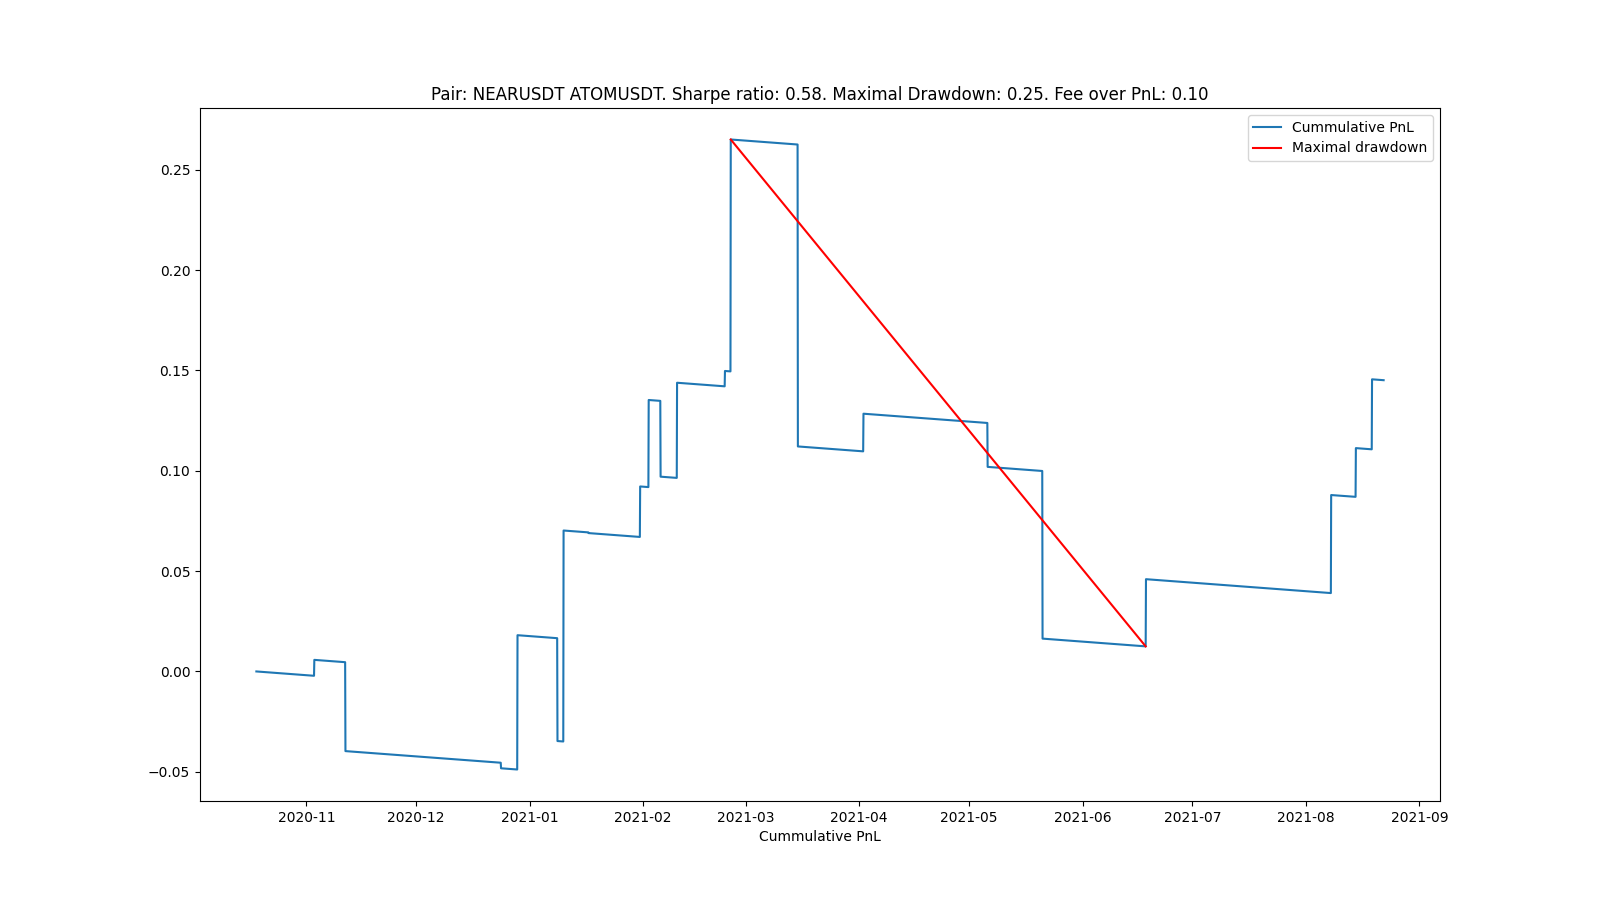 Pair: NEARUSDT ATOMUSDT. Sharpe ratio: 0.58. Maximal Drawdown: 0.25. Fee over PnL: 0.10
Cummulative PnL
Maximal drawdown
0.25
0.20
0.15
0.10
0.05
0.00
−0.05
2020-11 2020-12 2021-01 2021-02 2021-03 2021-04 2021-05 2021-06 2021-07 2021-08 2021-09
Cummulative PnL